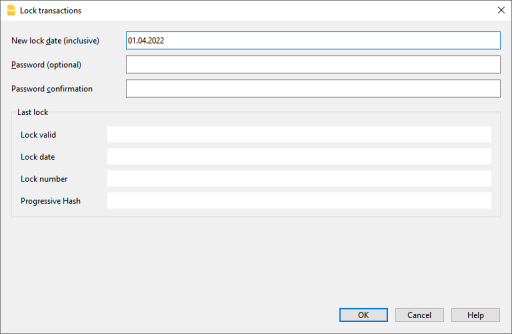 Lock transactions
New lock date (inclusive) 01.04.2022
Password (optional)
Password confirmation
Last lock
Lock valid
Lock date
Lock number
Progressive Hash
OK Cancel Help